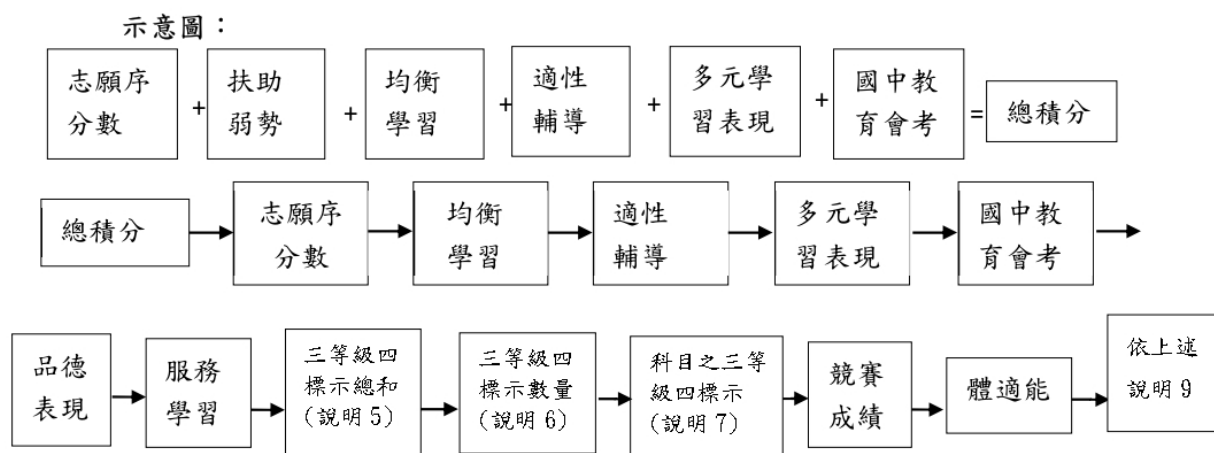 示意圖：
志願序
分數
+
扶助
弱勢
+
均衡
學習
+
適性
輔導
+
多元學
習表現
+
國中教
育會考
=
總積分
總積分
志願序
分數
均衡
學習
適性
輔導
多元學
習表現
國中教
育會考
品德
表現
服務
學習
三等級四
標示總和
(說明 5)
三等級四
標示數量
(說明 6)
科目之三等
級四標示
(說明 7)
競賽
成績
體適能
依上述
說明 9